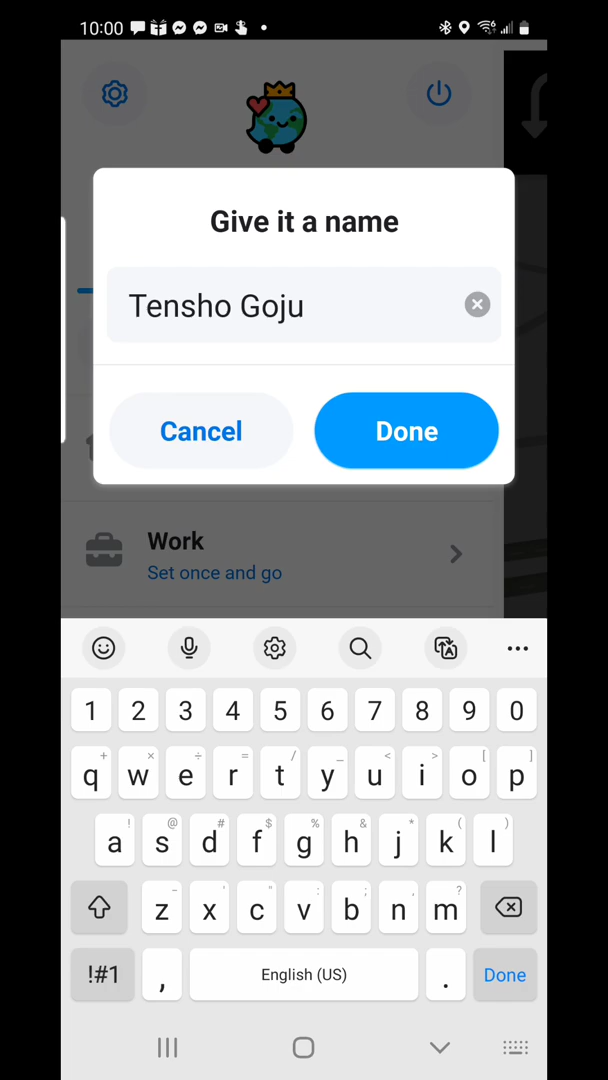 10:00
Give it a name
Tensho Goju
Cancel Done
Work
Set once and go
1 2 3 4 5 6 7 8 9 0
+ × ÷ = / _ < > [ ]
q w e r t y u i o p
! @ # $ % & * ( )
a s d f g h j k l
- ' " : ; , ?
z x c v b n m
!#1 , English (US) . Done